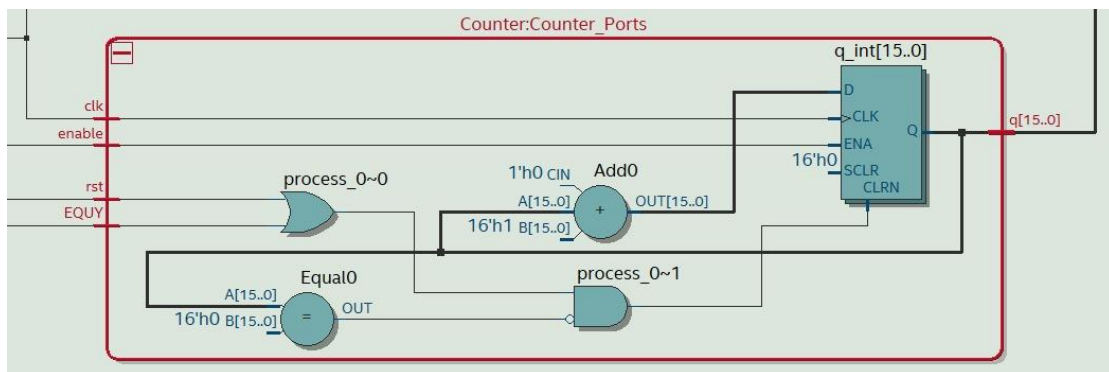 Counter:Counter_Ports
q_int[15..0]
D
clk
CLK
q[15..0]
Q
enable
ENA
16'h0
SCLR
process_0~0
1'h0 CIN
Add0
CLRN
rst
A[15..0]
+
OUT[15..0]
EQUY
16'h1 B[15..0]
Equal0
process_0~1
A[15..0]
OUT
16'h0 B[15..0]
=